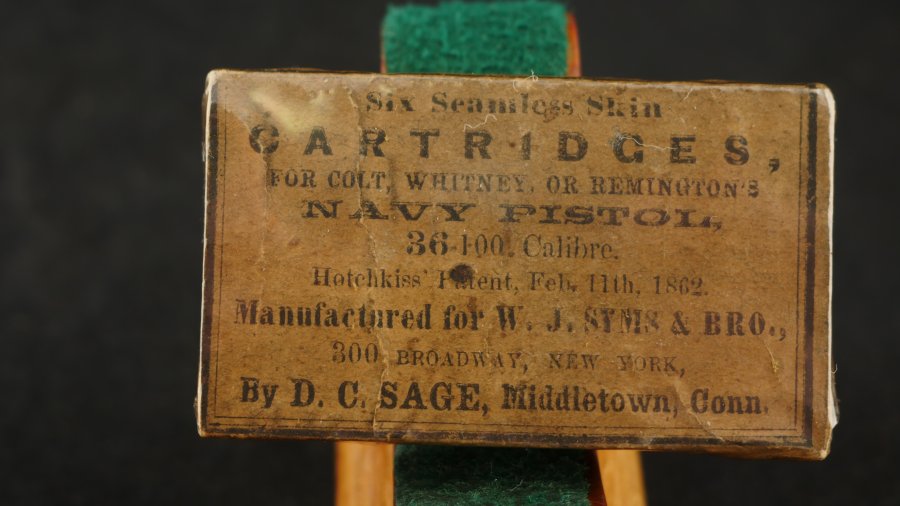 Six Seamless Skin
CARTRIDGES,
FOR COLT, WHITNEY, OR REMINGTON'S
NAVY PISTOL,
36-100. Calibre.
Hotchkiss' Patent, Feb. 11th, 1862.
Manufactured for W. J. SYMS & BRO.,
300 BROADWAY, NEW YORK,
By D. C. SAGE, Middletown, Conn.